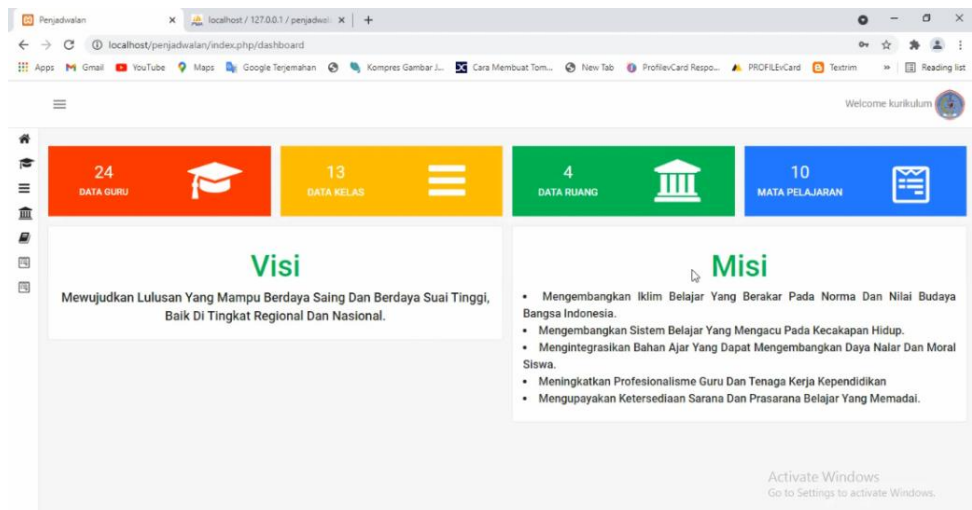 Penjadwalan
localhost / 127.0.0.1 / penjadwal
localhost/penjadwalan/index.php/dashboard
Apps Gmail YouTube Maps Google Terjemahan Kompres Gambar J... Cara Membuat Tom... New Tab ProfilevCard Respo... PROFILEvCard Textrim » Reading list
Welcome kurikulum
24
DATA GURU
13
DATA KELAS
4
DATA RUANG
10
MATA PELAJARAN
Visi
Mewujudkan Lulusan Yang Mampu Berdaya Saing Dan Berdaya Suai Tinggi,
Baik Di Tingkat Regional Dan Nasional.
Misi
• Mengembangkan Iklim Belajar Yang Berakar Pada Norma Dan Nilai Budaya
Bangsa Indonesia.
• Mengembangkan Sistem Belajar Yang Mengacu Pada Kecakapan Hidup.
• Mengintegrasikan Bahan Ajar Yang Dapat Mengembangkan Daya Nalar Dan Moral
Siswa.
• Meningkatkan Profesionalisme Guru Dan Tenaga Kerja Kependidikan
• Mengupayakan Ketersediaan Sarana Dan Prasarana Belajar Yang Memadai.
Activate Windows
Go to Settings to activate Windows.